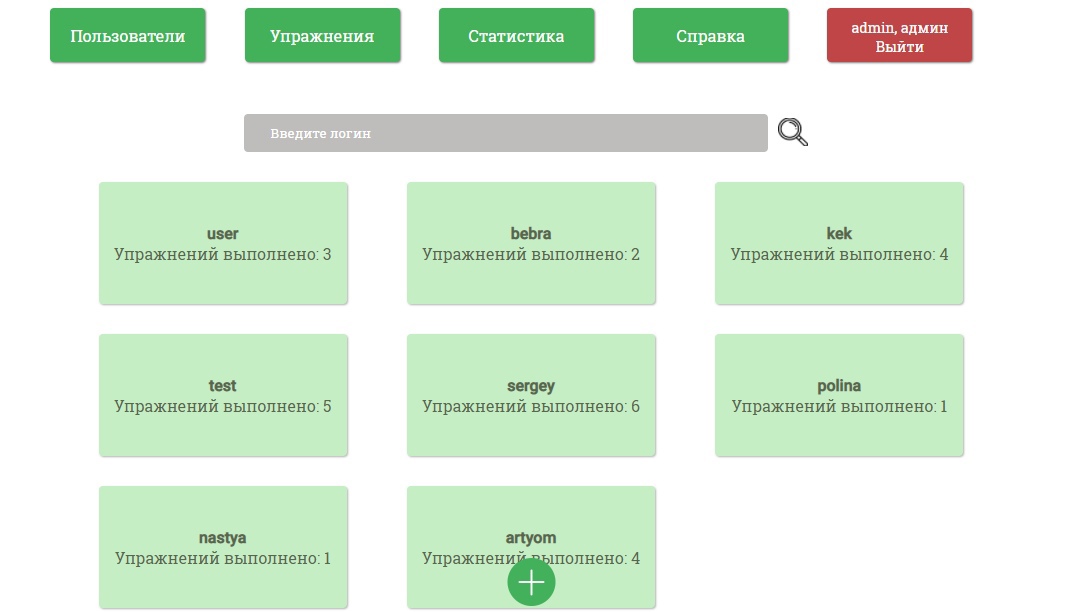 Пользователи
Упражнения
Статистика
Справка
admin, админ
Выйти
Введите логин
user
Упражнений выполнено: 3
bebra
Упражнений выполнено: 2
kek
Упражнений выполнено: 4
test
Упражнений выполнено: 5
sergey
Упражнений выполнено: 6
polina
Упражнений выполнено: 1
nastya
Упражнений выполнено: 1
artyom
Упражнений выполнено: 4